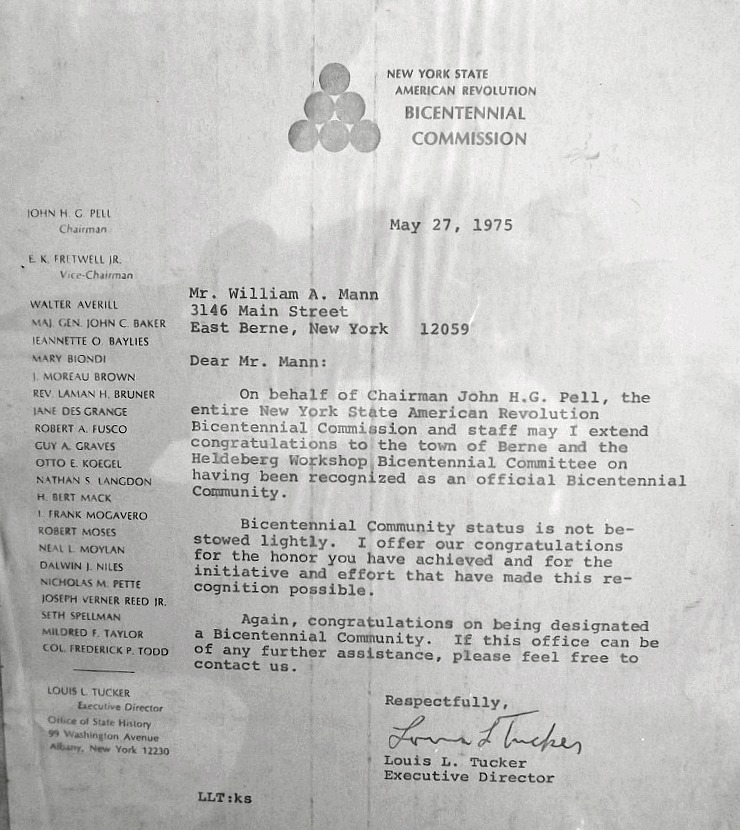 NEW YORK STATE
AMERICAN REVOLUTION
BICENTENNIAL
COMMISSION
JOHN H. G. PELL
Chairman
E. K. FRETWELL JR.
Vice-Chairman
WALTER AVERILL
MAJ. GEN. JOHN C. BAKER
JEANNETTE O. BAYLIES
MARY BIONDI
J. MOREAU BROWN
REV. LAMAN H. BRUNER
JANE DES GRANGE
ROBERT A. FUSCO
GUY A. GRAVES
OTTO E. KOEGEL
NATHAN S. LANGDON
H. BERT MACK
J. FRANK MOGAVERO
ROBERT MOSES
NEAL L. MOYLAN
DALWIN J. NILES
NICHOLAS M. PETTE
JOSEPH VERNER REED JR.
SETH SPELLMAN
MILDRED F. TAYLOR
COL. FREDERICK P. TODD
LOUIS L. TUCKER
Executive Director
Office of State History
99 Washington Avenue
Albany, New York 12230
May 27, 1975
Mr. William A. Mann
3146 Main Street
East Berne, New York 12059
Dear Mr. Mann:
On behalf of Chairman John H.G. Pell, the
entire New York State American Revolution
Bicentennial Commission and staff may I extend
congratulations to the town of Berne and the
Heldeberg Workshop Bicentennial Committee on
having been recognized as an official Bicentennial
Community.
Bicentennial Community status is not be-
stowed lightly. I offer our congratulations
for the honor you have achieved and for the
initiative and effort that have made this re-
cognition possible.
Again, congratulations on being designated
a Bicentennial Community. If this office can be
of any further assistance, please feel free to
contact us.
Respectfully,
Louis L Tucker
Louis L. Tucker
Executive Director
LLT:ks